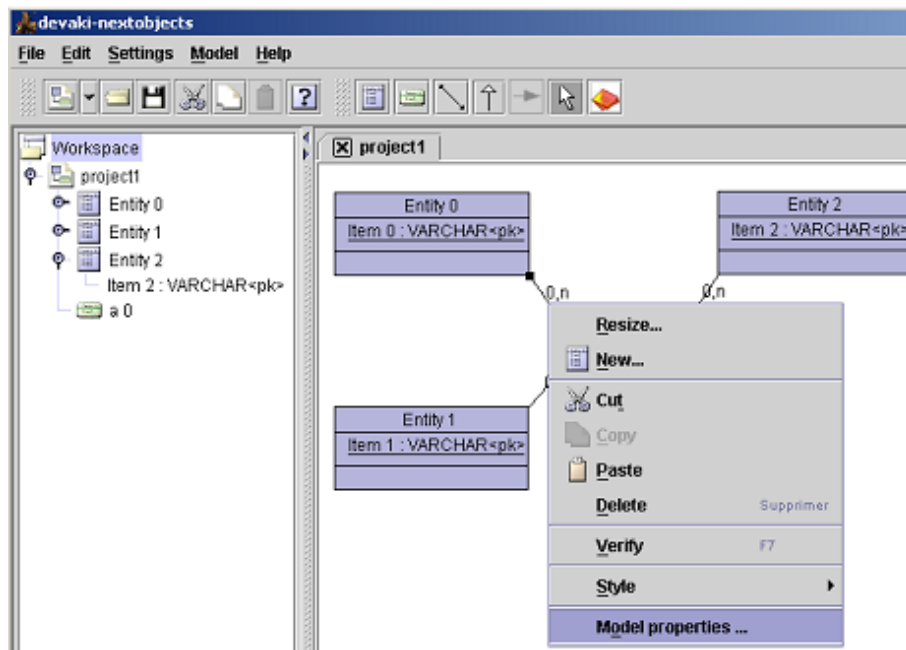 devaki-nextobjects
File Edit Settings Model Help
Workspace
project1
Entity 0
Entity 1
Entity 2
Item 2 : VARCHAR<pk>
a 0
project1
Entity 0
Item 0 : VARCHAR<pk>
Entity 2
Item 2 : VARCHAR<pk>
0,n
0,n
Entity 1
Item 1 : VARCHAR<pk>
Resize...
New...
Cut
Copy
Paste
Delete Supprimer
Verify F7
Style
Model properties ...